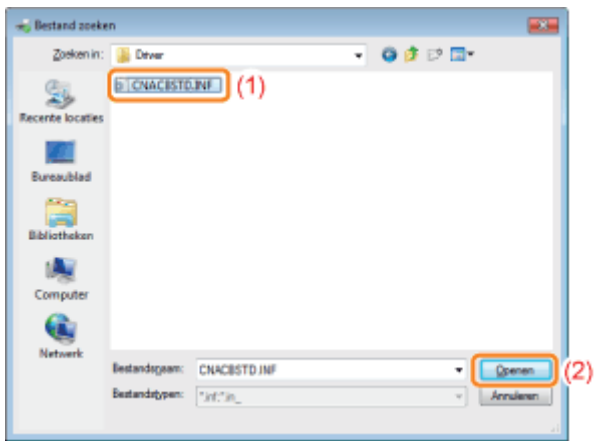 Bestand zoeken
Zoeken in: Driver
CNACBSTD.INF (1)
Recente locaties
Bureaublad
Bibliotheken
Computer
Netwerk
Bestandsnaam: CNACBSTD.INF Openen (2)
Bestandstypen: *.inf;*.in_ Annuleren